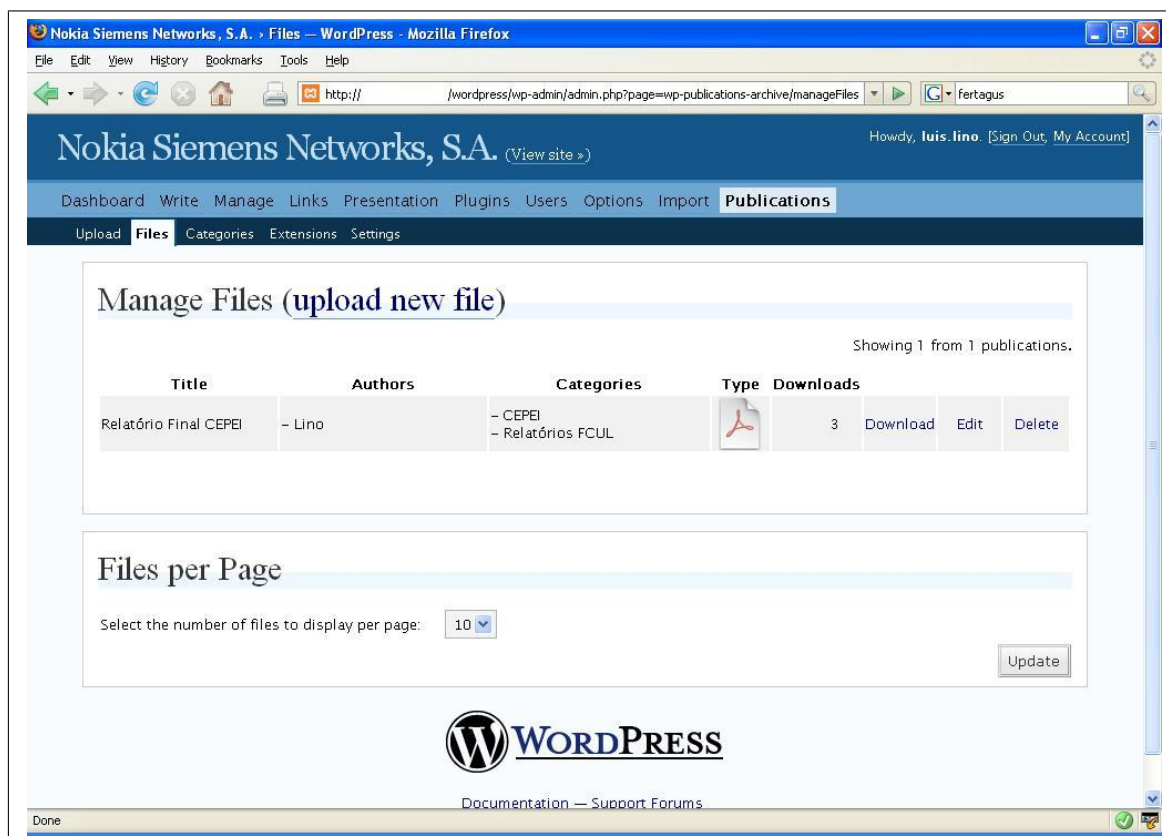 Nokia Siemens Networks, S.A. › Files — WordPress - Mozilla Firefox
File Edit View History Bookmarks Tools Help
http:// /wordpress/wp-admin/admin.php?page=wp-publications-archive/manageFiles G fertagus
Nokia Siemens Networks, S.A. (View site ») Howdy, luis.lino. [Sign Out, My Account]
Dashboard Write Manage Links Presentation Plugins Users Options Import Publications
Upload Files Categories Extensions Settings
Manage Files (upload new file)
Showing 1 from 1 publications.
Title Authors Categories Type Downloads
Relatório Final CEPEI – Lino – CEPEI 3 Download Edit Delete
– Relatórios FCUL
Files per Page
Select the number of files to display per page: 10
Update
W WORDPRESS
Documentation — Support Forums
Done